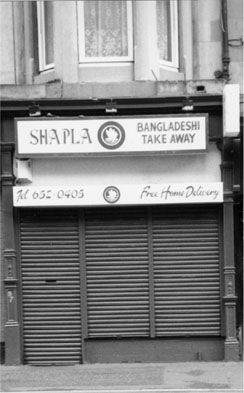 SHAPLA
BANGLADESHI
TAKE AWAY
Tel 652-0405
Free Home Delivery